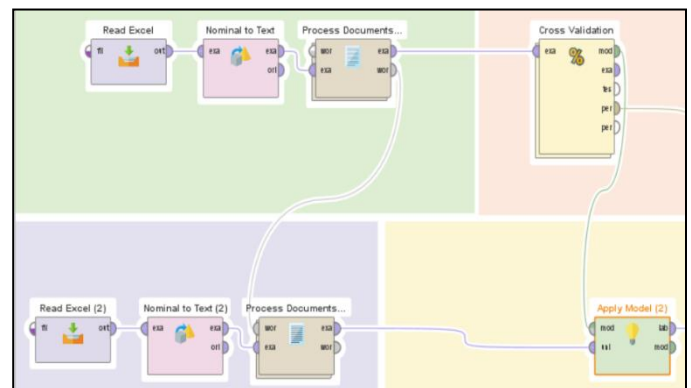 Read Excel
Nominal to Text
Process Documents...
Cross Validation
fil
out
exa
exa
ori
wor
exa
exa
wor
exa
mod
exa
tes
per
per
Read Excel (2)
Nominal to Text (2)
Process Documents...
Apply Model (2)
fil
out
exa
exa
ori
wor
exa
exa
wor
mod
unl
lab
mod